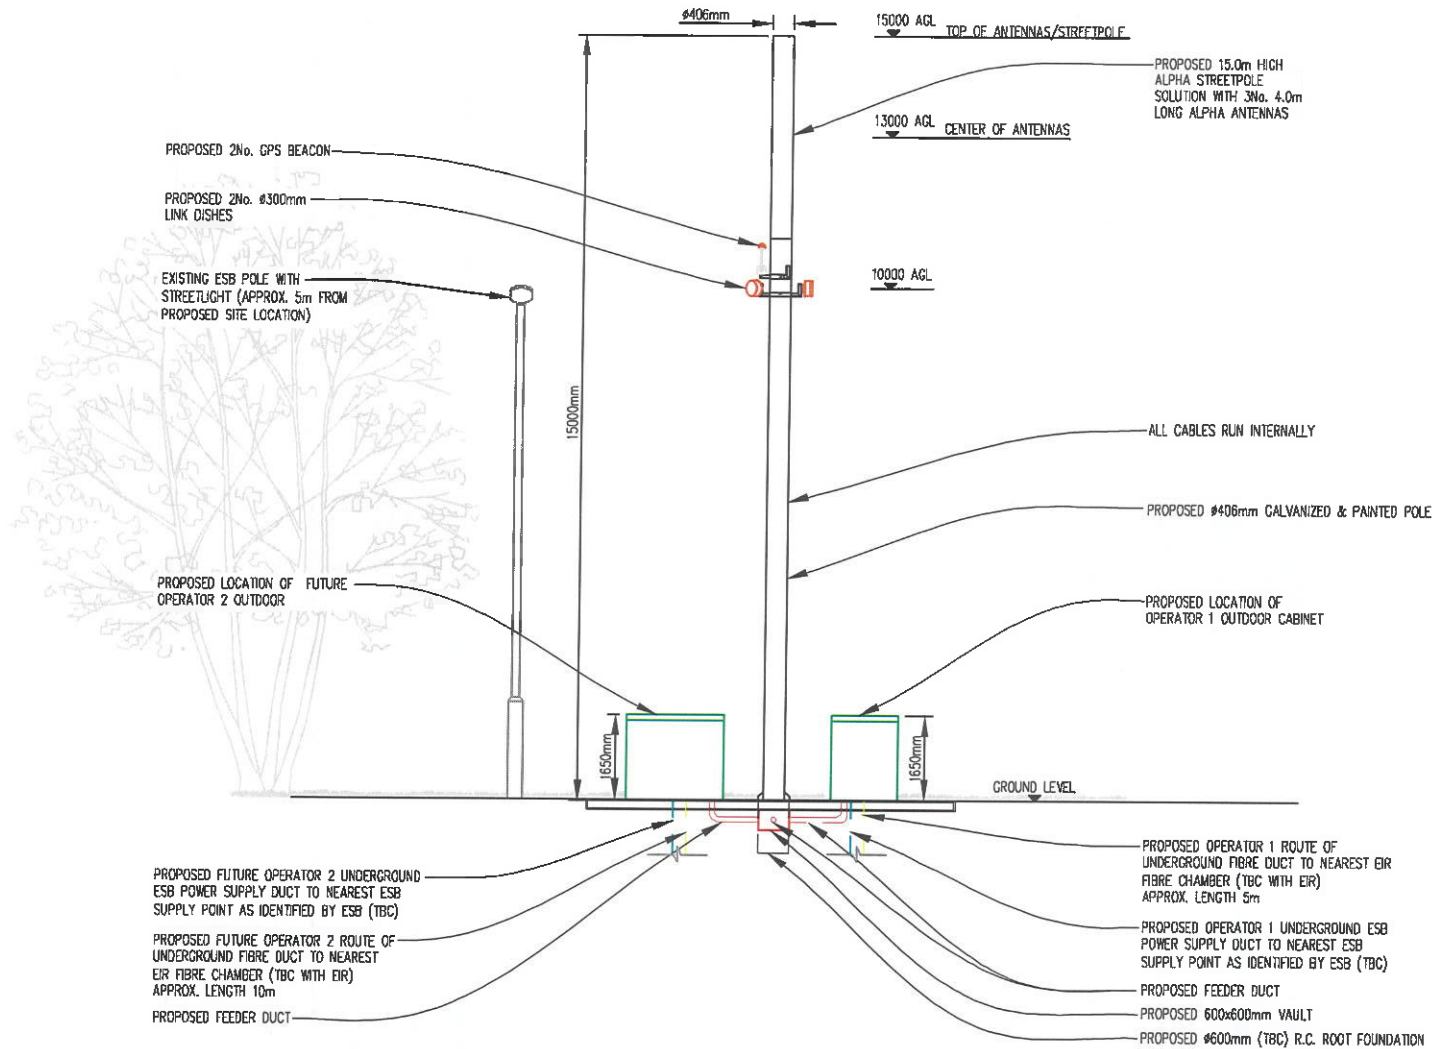 ø406mm
15000 AGL
TOP OF ANTENNAS/STREETPOLE
PROPOSED 15.0m HIGH
ALPHA STREETPOLE
SOLUTION WITH 3No. 4.0m
LONG ALPHA ANTENNAS
13000 AGL
CENTER OF ANTENNAS
PROPOSED 2No. GPS BEACON
PROPOSED 2No. ø300mm
LINK DISHES
EXISTING ESB POLE WITH
STREETLIGHT (APPROX. 5m FROM
PROPOSED SITE LOCATION)
10000 AGL
15000mm
ALL CABLES RUN INTERNALLY
PROPOSED ø406mm GALVANIZED & PAINTED POLE
PROPOSED LOCATION OF FUTURE
OPERATOR 2 OUTDOOR
PROPOSED LOCATION OF
OPERATOR 1 OUTDOOR CABINET
1650mm
1650mm
GROUND LEVEL
PROPOSED FUTURE OPERATOR 2 UNDERGROUND
ESB POWER SUPPLY DUCT TO NEAREST ESB
SUPPLY POINT AS IDENTIFIED BY ESB (TBC)
PROPOSED FUTURE OPERATOR 2 ROUTE OF
UNDERGROUND FIBRE DUCT TO NEAREST
EIR FIBRE CHAMBER (TBC WITH EIR)
APPROX. LENGTH 10m
PROPOSED FEEDER DUCT
PROPOSED OPERATOR 1 ROUTE OF
UNDERGROUND FIBRE DUCT TO NEAREST EIR
FIBRE CHAMBER (TBC WITH EIR)
APPROX. LENGTH 5m
PROPOSED OPERATOR 1 UNDERGROUND ESB
POWER SUPPLY DUCT TO NEAREST ESB
SUPPLY POINT AS IDENTIFIED BY ESB (TBC)
PROPOSED FEEDER DUCT
PROPOSED 600x600mm VAULT
PROPOSED ø600mm (TBC) R.C. ROOT FOUNDATION